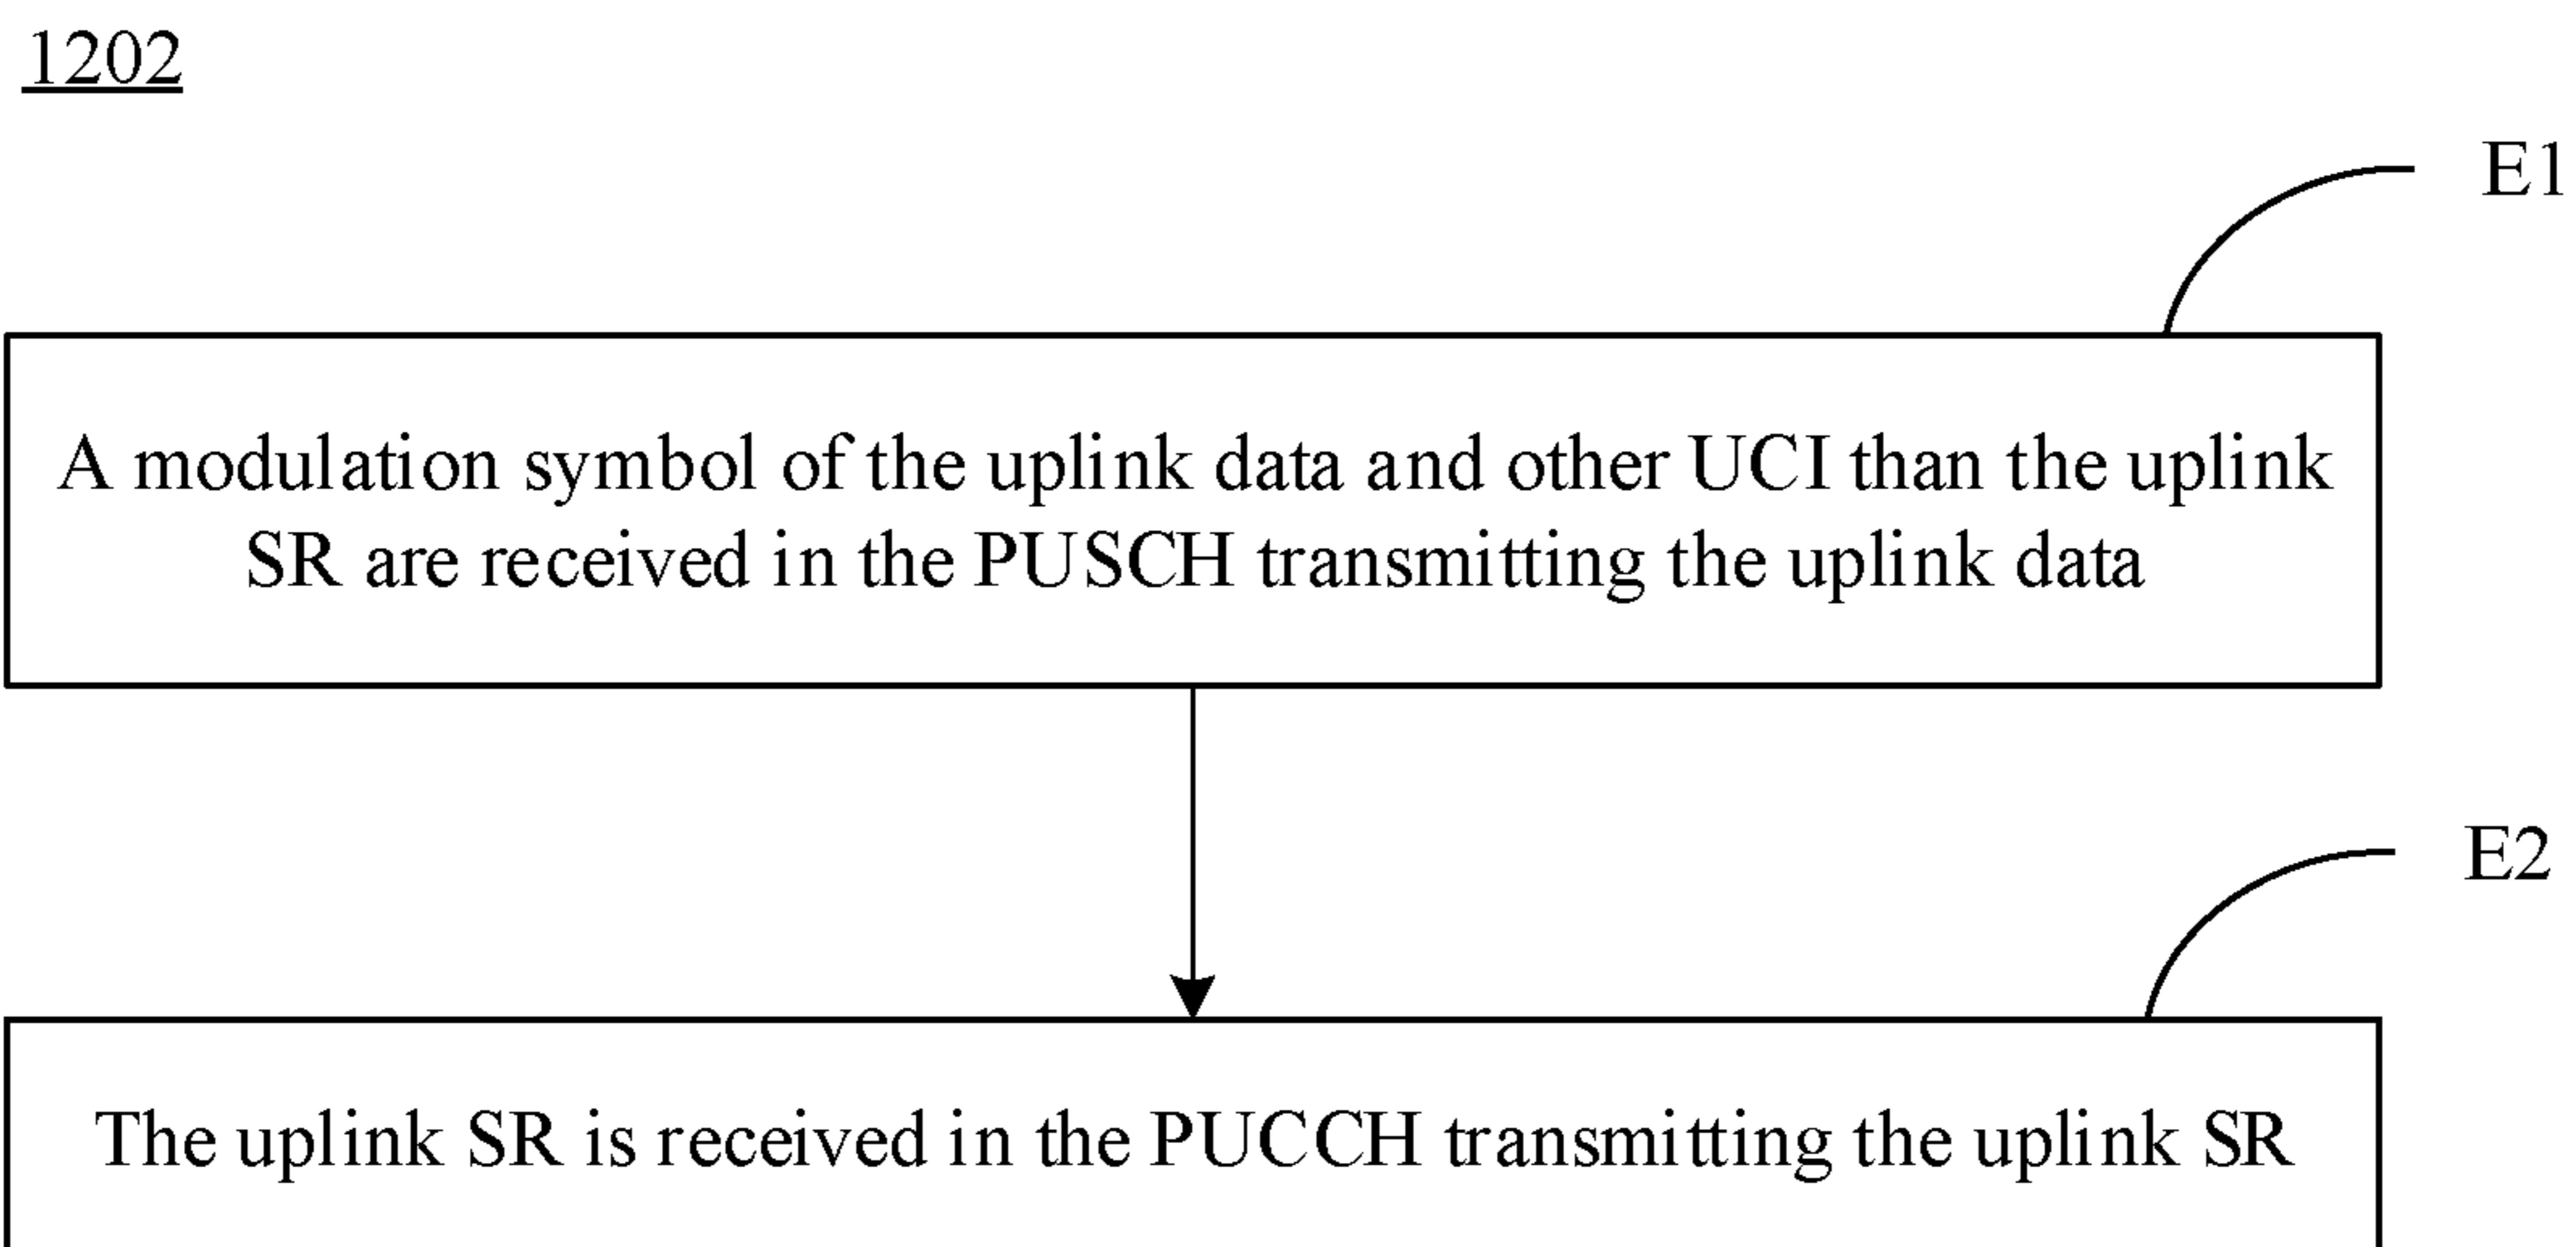 1202
E1
A modulation symbol of the uplink data and other UCI than the uplink
SR are received in the PUSCH transmitting the uplink data
E2
The uplink SR is received in the PUCCH transmitting the uplink SR